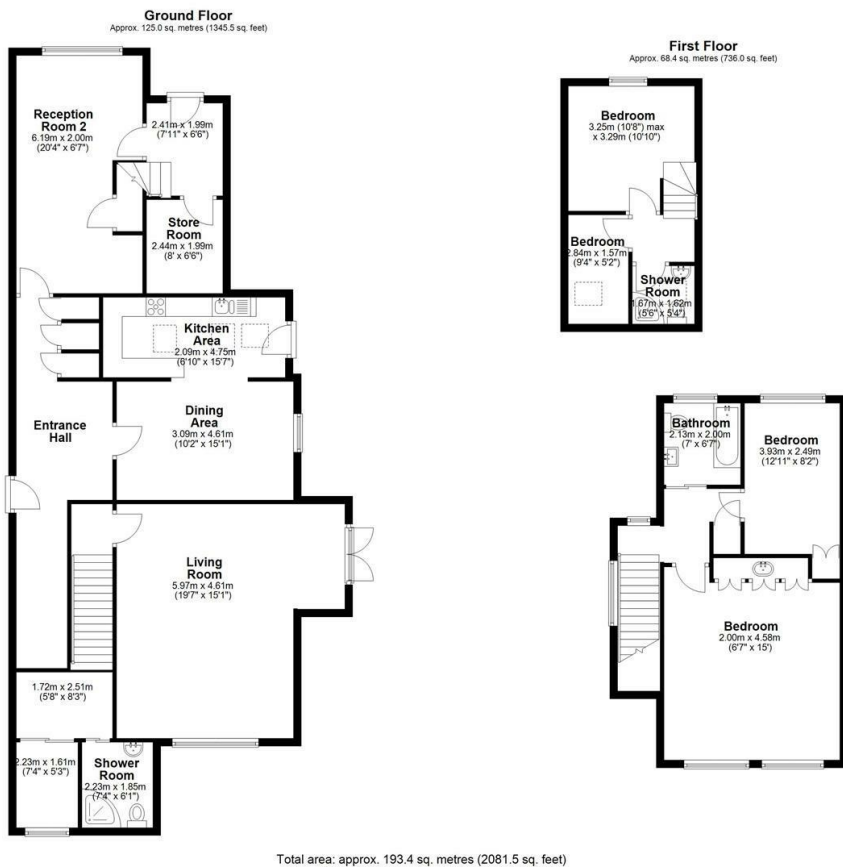 Ground Floor
Approx. 125.0 sq. metres (1345.5 sq. feet)
Reception
Room 2
6.19m x 2.00m
(20'4" x 6'7")
2.41m x 1.99m
(7'11" x 6'6")
Store
Room
2.44m x 1.99m
(8' x 6'6")
Kitchen
Area
2.09m x 4.75m
(6'10" x 15'7")
Dining
Area
3.09m x 4.61m
(10'2" x 15'1")
Entrance
Hall
Living
Room
5.97m x 4.61m
(19'7" x 15'1")
1.72m x 2.51m
(5'8" x 8'3")
2.23m x 1.61m
(7'4" x 5'3")
Shower
Room
2.23m x 1.85m
(7'4" x 6'1")
First Floor
Approx. 68.4 sq. metres (736.0 sq. feet)
Bedroom
3.25m (10'8") max
x 3.29m (10'10")
Bedroom
2.84m x 1.57m
(9'4" x 5'2")
Shower
Room
1.67m x 1.62m
(5'6" x 5'4")
Bathroom
2.13m x 2.00m
(7' x 6'7")
Bedroom
3.93m x 2.49m
(12'11" x 8'2")
Bedroom
2.00m x 4.58m
(6'7" x 15')
Total area: approx. 193.4 sq. metres (2081.5 sq. feet)